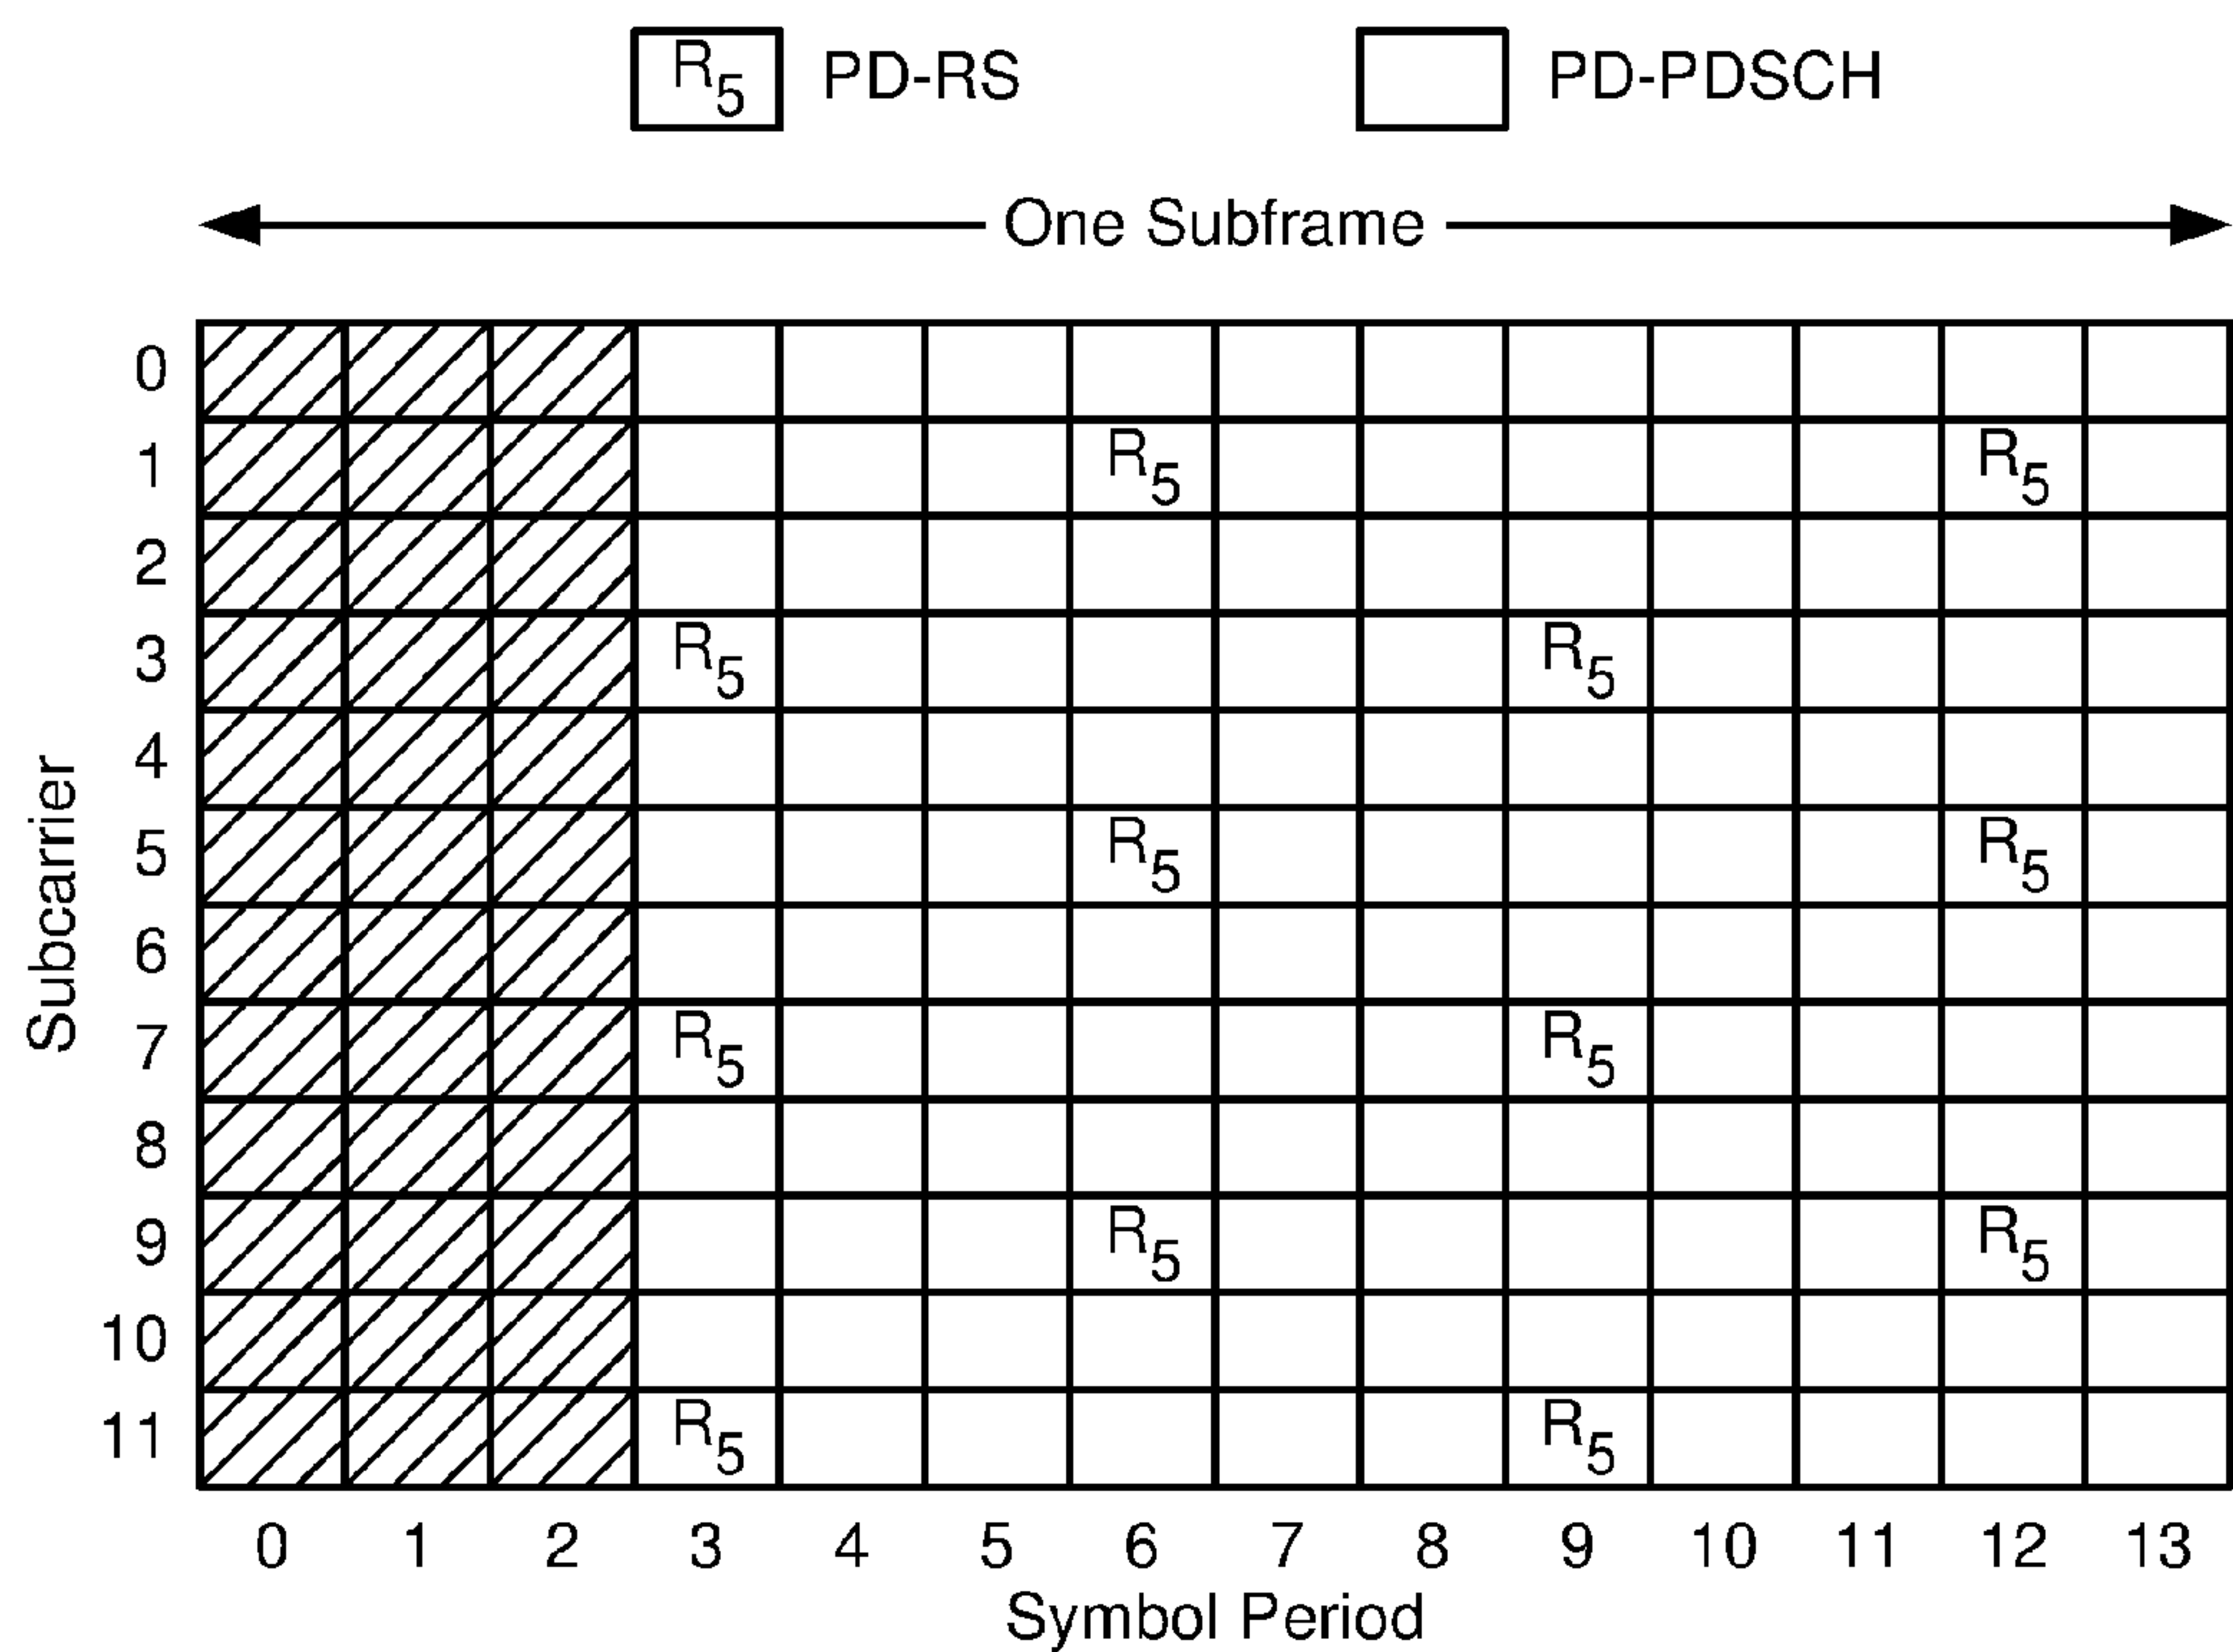 R5 PD-RS PD-PDSCH
One Subframe
0
1 R5 R5
2
3 R5 R5
4
5 R5 R5
6
7 R5 R5
8
9 R5 R5
10
11 R5 R5
Subcarrier
0 1 2 3 4 5 6 7 8 9 10 11 12 13
Symbol Period